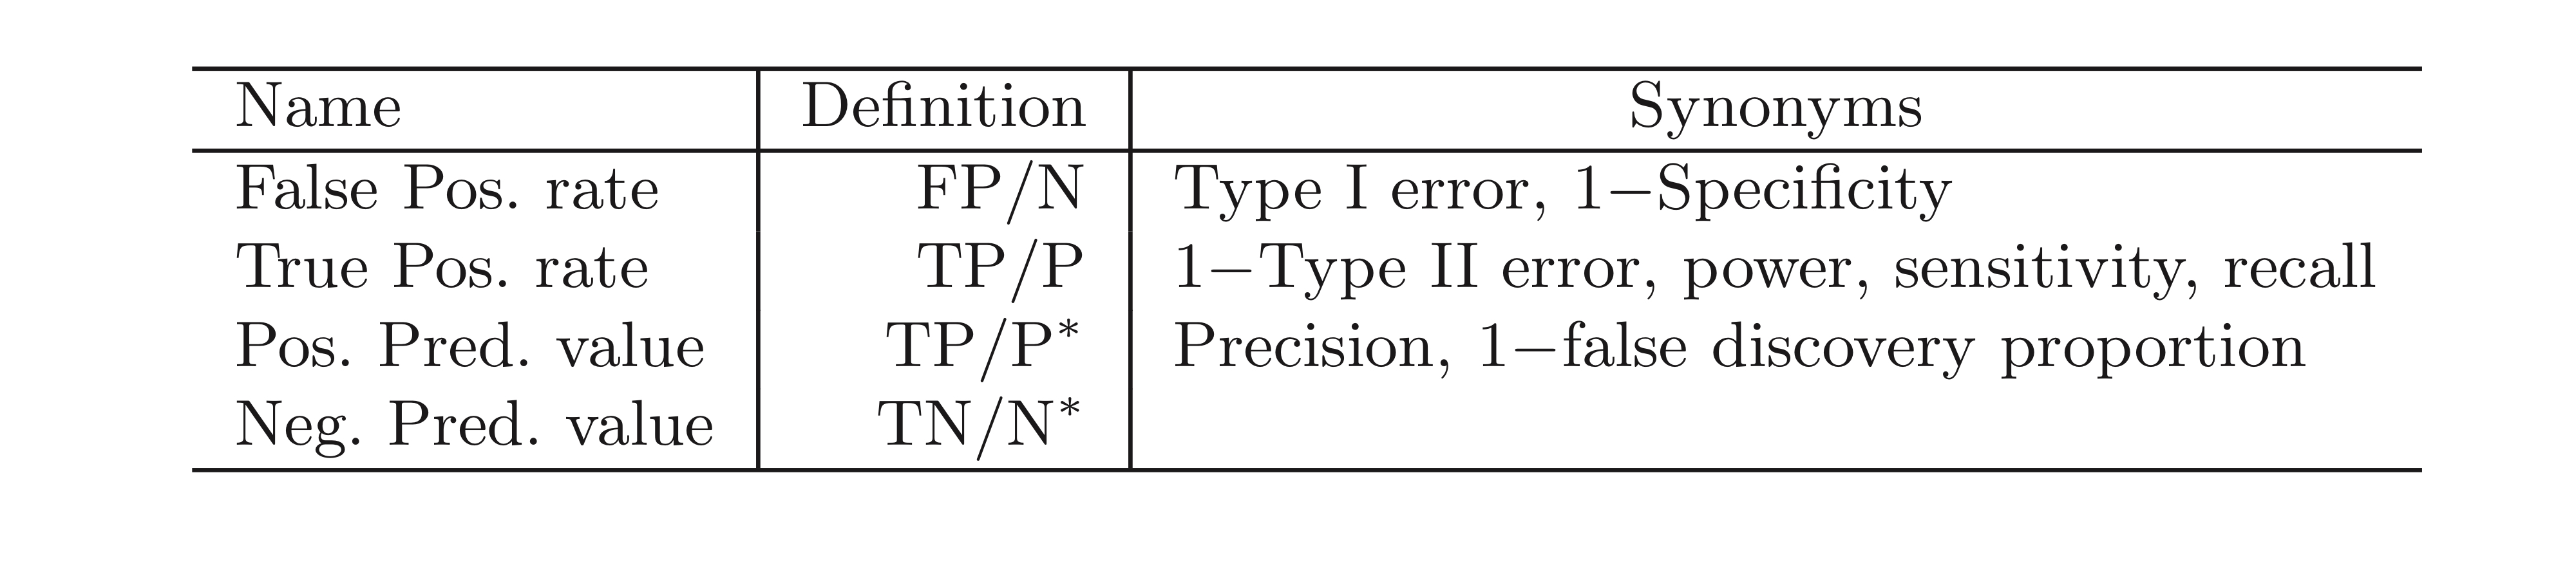 Name Definition Synonyms
False Pos. rate FP/N Type I error, 1−Specificity
True Pos. rate TP/P 1−Type II error, power, sensitivity, recall
Pos. Pred. value TP/P* Precision, 1−false discovery proportion
Neg. Pred. value TN/N*